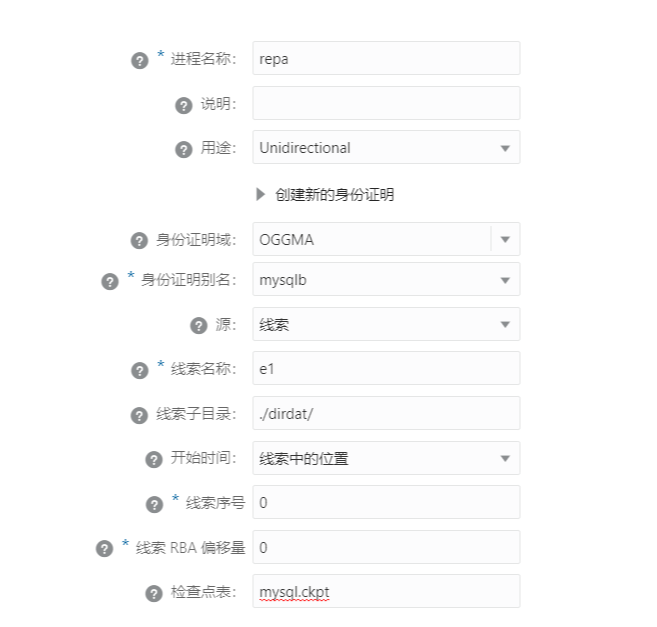 * 进程名称： repa
说明：
用途： Unidirectional
创建新的身份证明
身份证明域： OGGMA
* 身份证明别名： mysqlb
源： 线索
* 线索名称： e1
线索子目录： ./dirdat/
开始时间： 线索中的位置
* 线索序号 0
* 线索 RBA 偏移量 0
检查点表： mysql.ckpt